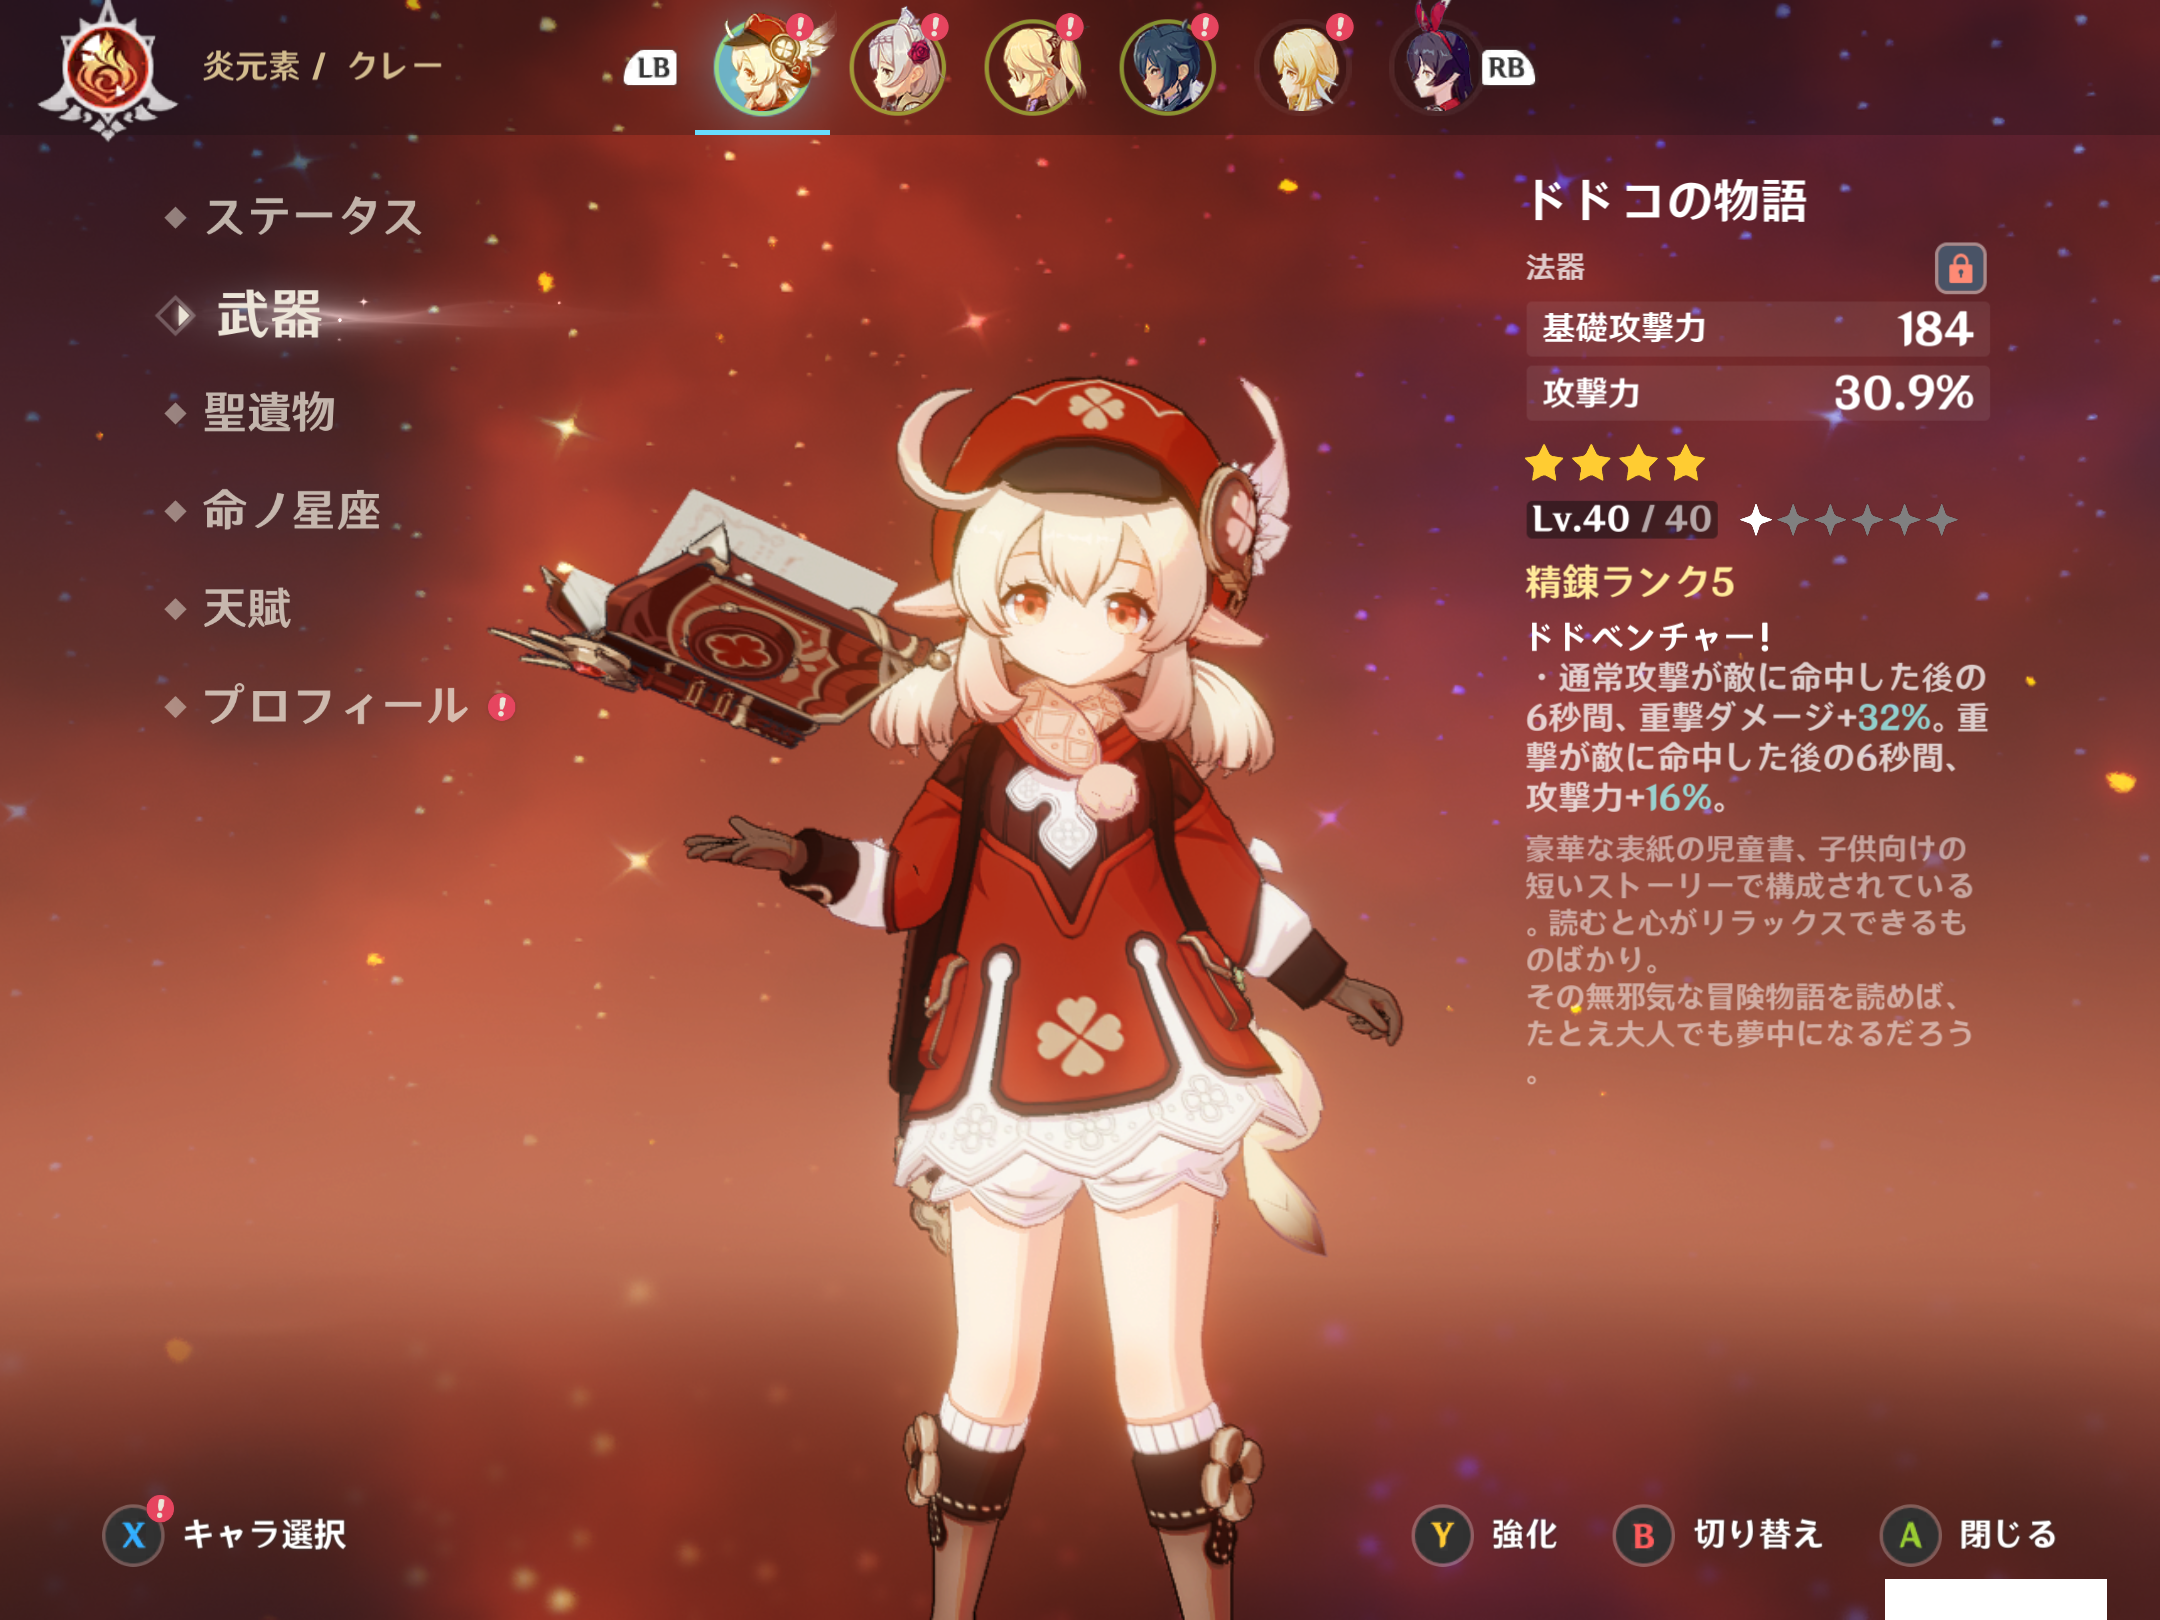 炎元素 / クレー
LB
RB
ステータス
武器
聖遺物
命ノ星座
天賦
プロフィール
ドドコの物語
法器
基礎攻撃力 184
攻撃力 30.9%
Lv.40 / 40
精錬ランク5
ドドベンチャー!
・通常攻撃が敵に命中した後の
6秒間、重撃ダメージ+32%。重
撃が敵に命中した後の6秒間、
攻撃力+16%。
豪華な表紙の児童書、子供向けの
短いストーリーで構成されている
。読むと心がリラックスできるも
のばかり。
その無邪気な冒険物語を読めば、
たとえ大人でも夢中になるだろう
。
X キャラ選択
Y 強化
B 切り替え
A 閉じる